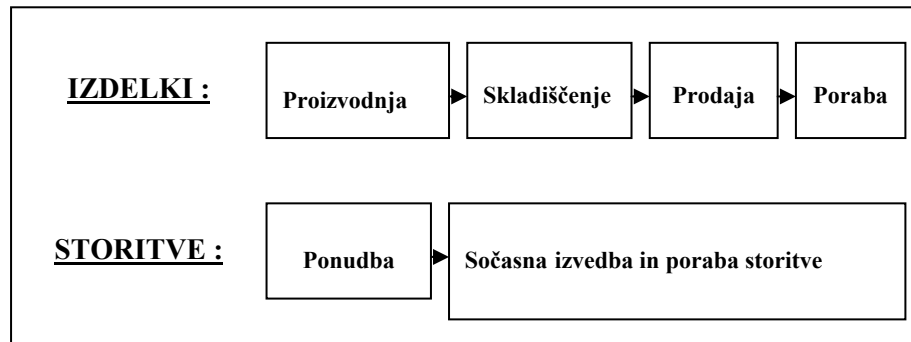 IZDELKI :
Proizvodnja
Skladiščenje
Prodaja
Poraba
STORITVE :
Ponudba
Sočasna izvedba in poraba storitve